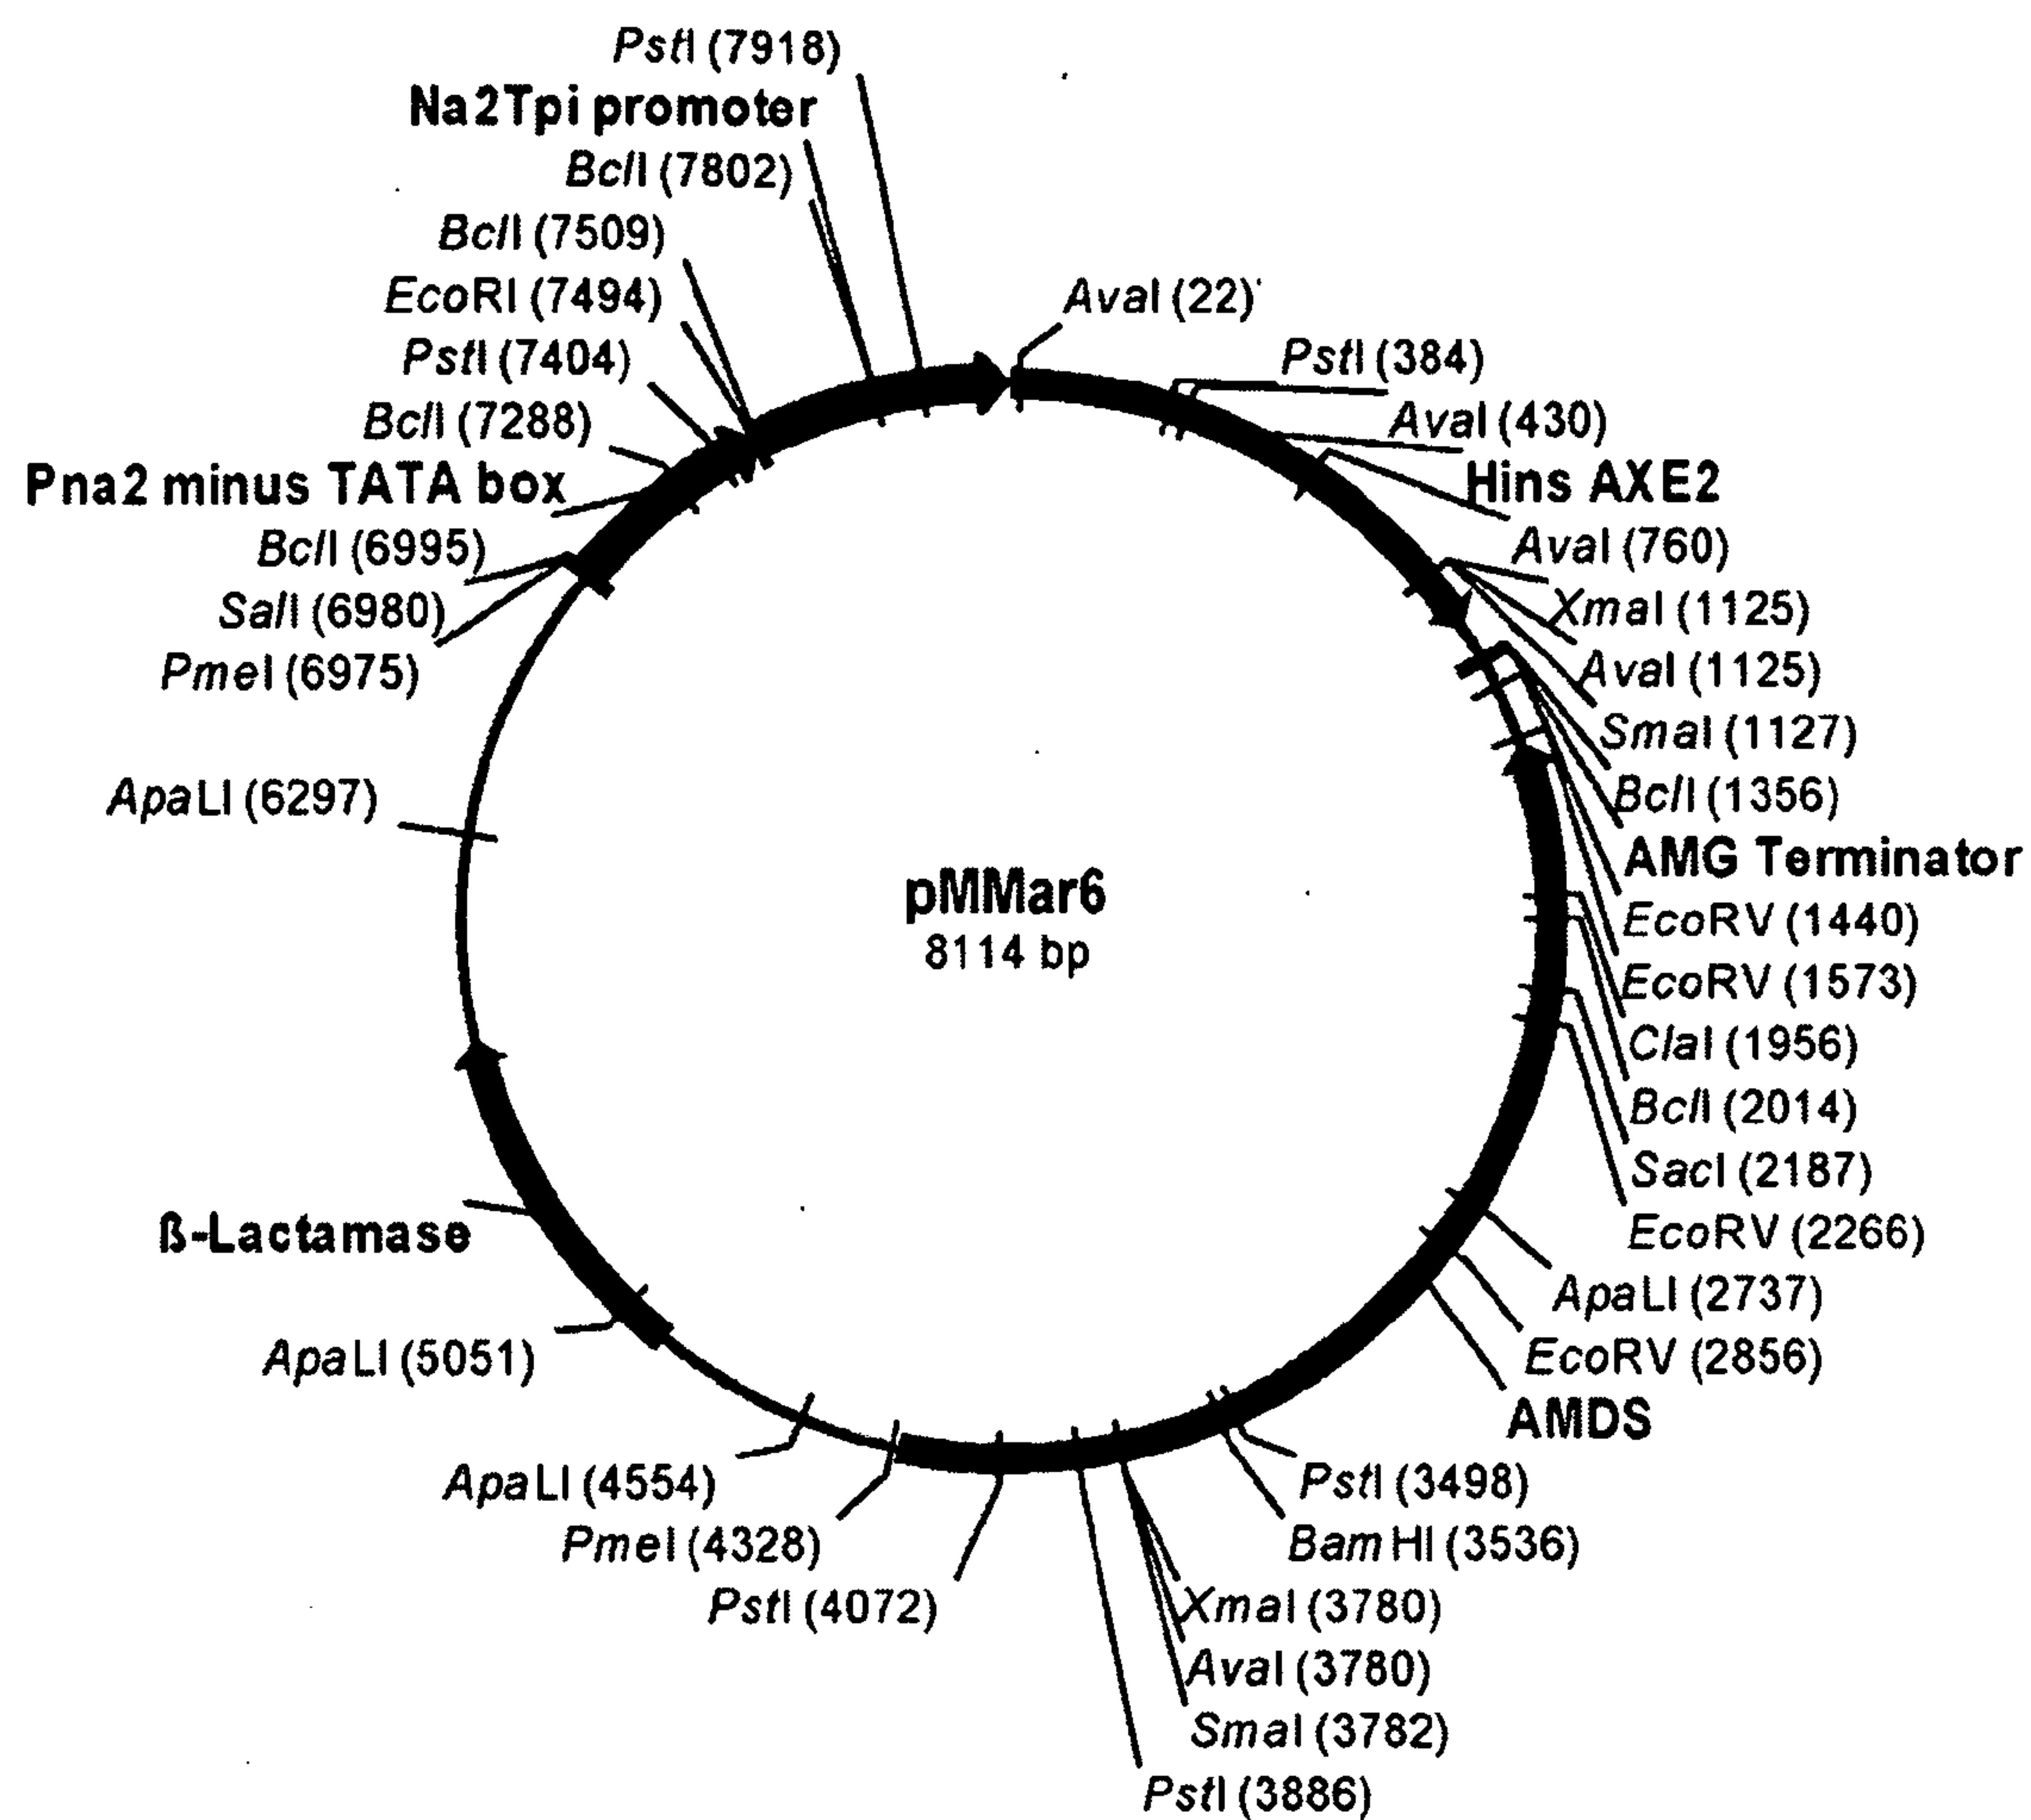 PstI (7918)
Na2Tpi promoter
BclI (7802)
BclI (7509)
EcoRI (7494)
PstI (7404)
BclI (7288)
Pna2 minus TATA box
BclI (6995)
SalI (6980)
PmeI (6975)
ApaLI (6297)
ß-Lactamase
ApaLI (5051)
ApaLI (4554)
PmeI (4328)
PstI (4072)
AvaI (22)
PstI (384)
AvaI (430)
Hins AXE2
AvaI (760)
XmaI (1125)
AvaI (1125)
SmaI (1127)
BclI (1356)
AMG Terminator
EcoRV (1440)
EcoRV (1573)
ClaI (1956)
BclI (2014)
SacI (2187)
EcoRV (2266)
ApaLI (2737)
EcoRV (2856)
AMDS
PstI (3498)
BamHI (3536)
XmaI (3780)
AvaI (3780)
SmaI (3782)
PstI (3886)
pMMar6
8114 bp